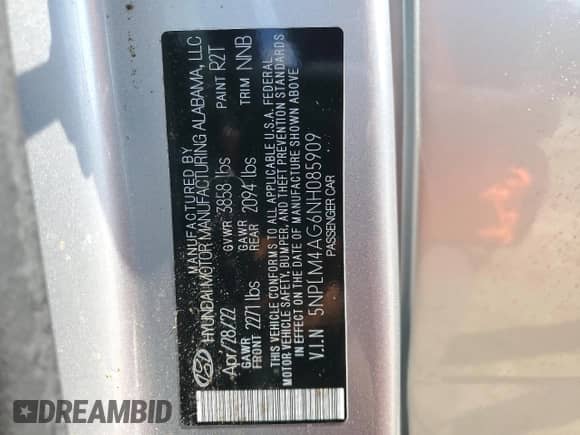 MANUFACTURED BY
HYUNDAI MOTOR MANUFACTURING ALABAMA, LLC
Apr/28/22 GVWR 3858 lbs PAINT R2T
GAWR FRONT 2271 lbs GAWR REAR 2094 lbs TRIM NNB
THIS VEHICLE CONFORMS TO ALL APPLICABLE U.S.A. FEDERAL
MOTOR VEHICLE SAFETY, BUMPER, AND THEFT PREVENTION STANDARDS
IN EFFECT ON THE DATE OF MANUFACTURE SHOWN ABOVE
V.I.N 5NPLM4AG6NH085909
PASSENGER CAR
DREAMBID